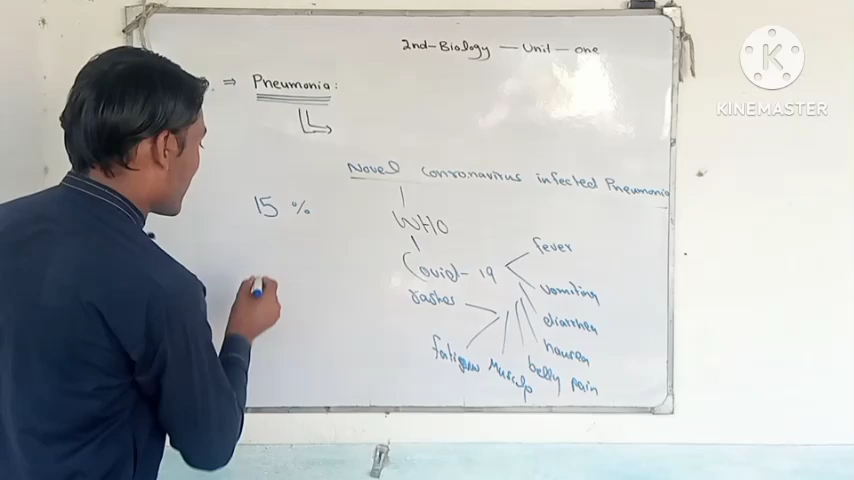 2nd-Biology — Unit — one
⇒ Pneumonia:
Novel conronavirus infected Pneumonia
15 %
WHO
Covid-19
fever
vomiting
diarrhea
nausea
belly pain
Muscle
fatigue
rashes
K
KINEMASTER